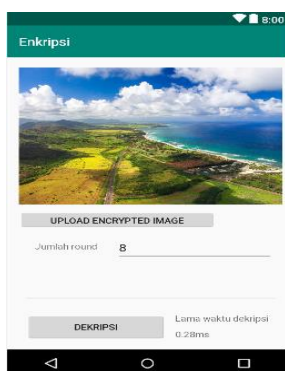 8:00
Enkripsi
UPLOAD ENCRYPTED IMAGE
Jumlah round 8
Lama waktu dekripsi
DEKRIPSI
0.28ms